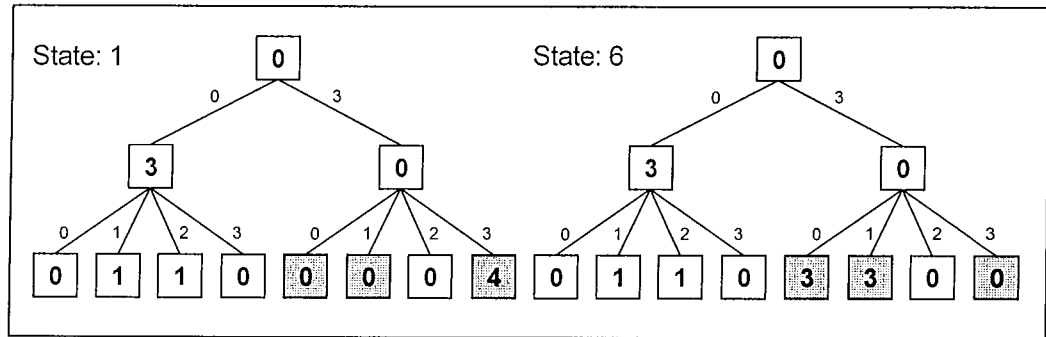 State: 1 0 State: 6 0
0 3 0 3
3 0 3 0
0 1 2 3 0 1 2 3 0 1 2 3 0 1 2 3
0 1 1 0 0 0 0 4 0 1 1 0 3 3 0 0